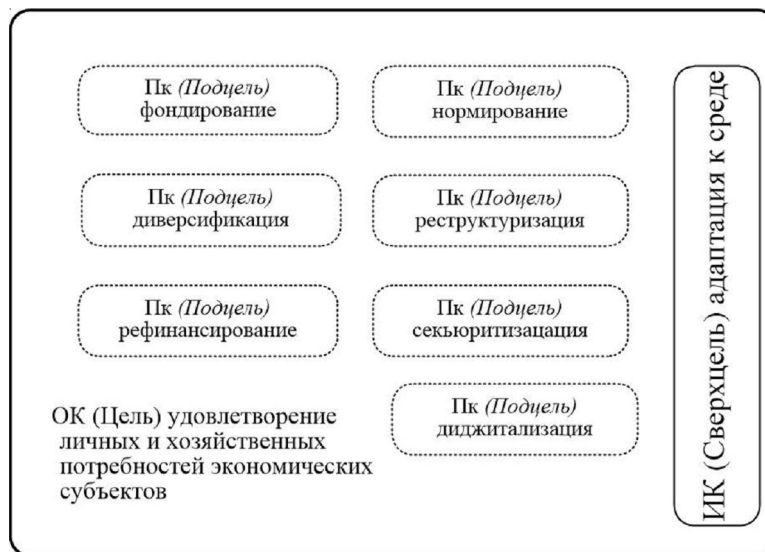 Пк (Подцель)
фондирование
Пк (Подцель)
нормирование
Пк (Подцель)
диверсификация
Пк (Подцель)
реструктуризация
Пк (Подцель)
рефинансирование
Пк (Подцель)
секьюритизацация
Пк (Подцель)
диджитализация
ОК (Цель) удовлетворение
личных и хозяйственных
потребностей экономических
субъектов
ИК (Сверхцель) адаптация к среде